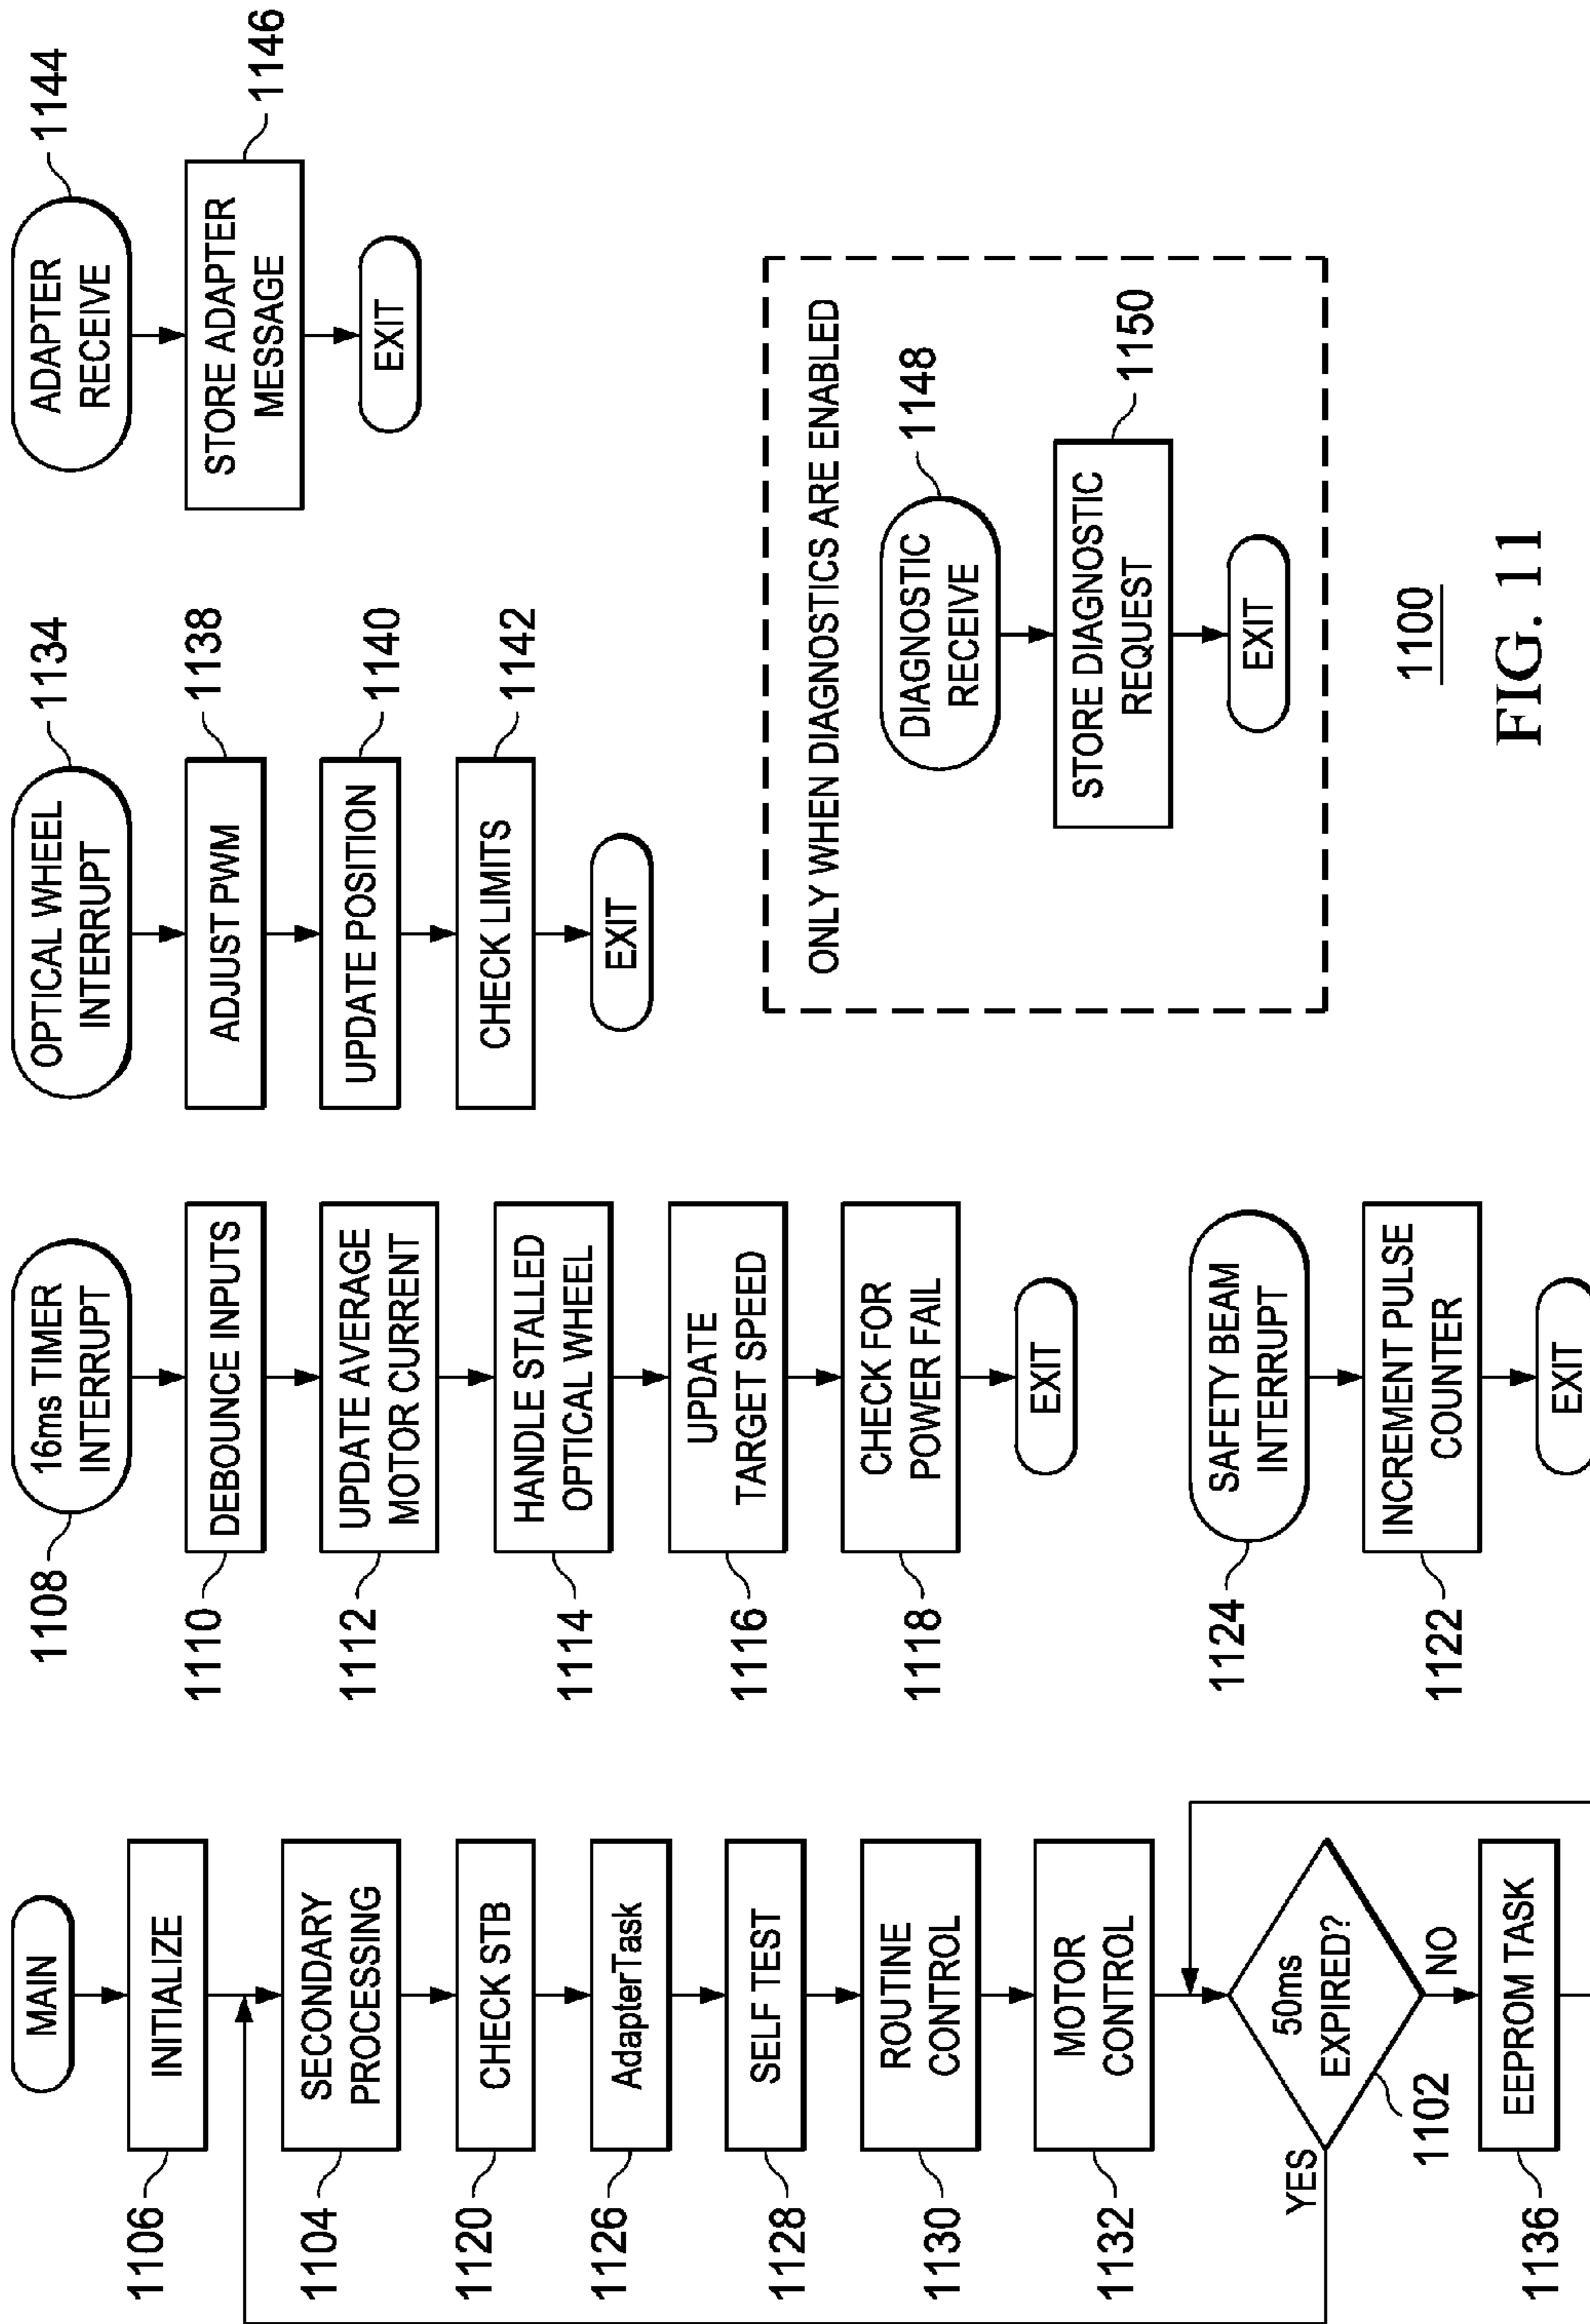 MAIN
1106
INITIALIZE
1104
SECONDARY
PROCESSING
1120
CHECK STB
1126
AdapterTask
1128
SELF TEST
1130
ROUTINE
CONTROL
1132
MOTOR
CONTROL
50ms
EXPIRED?
YES
1102
NO
1136
EEPROM TASK
1108
16ms TIMER
INTERRUPT
1110
DEBOUNCE INPUTS
1112
UPDATE AVERAGE
MOTOR CURRENT
1114
HANDLE STALLED
OPTICAL WHEEL
1116
UPDATE
TARGET SPEED
1118
CHECK FOR
POWER FAIL
EXIT
1124
SAFETY BEAM
INTERRUPT
1122
INCREMENT PULSE
COUNTER
EXIT
OPTICAL WHEEL
INTERRUPT
1134
ADJUST PWM
1138
UPDATE POSITION
1140
CHECK LIMITS
1142
EXIT
ADAPTER
RECEIVE
1144
STORE ADAPTER
MESSAGE
1146
EXIT
ONLY WHEN DIAGNOSTICS ARE ENABLED
DIAGNOSTIC
RECEIVE
1148
STORE DIAGNOSTIC
REQUEST
1150
EXIT
1100
FIG. 11